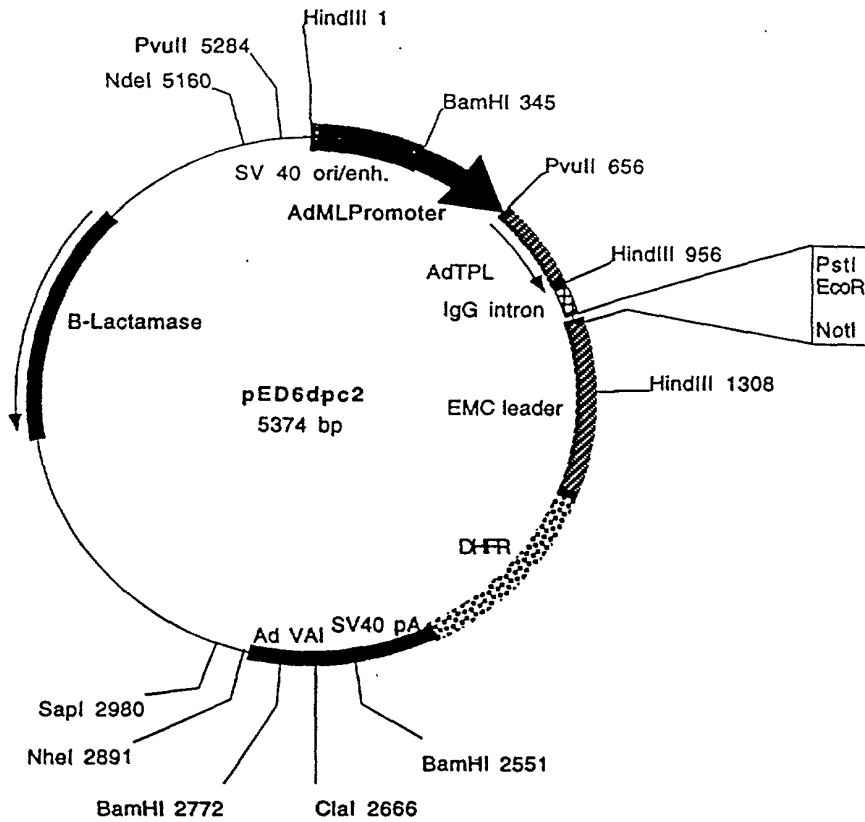 HindIII 1
PvuII 5284
NdeI 5160
BamHI 345
SV 40 ori/enh.
AdMLPromoter
PvuII 656
HindIII 956
AdTPL
IgG intron
PstI
EcoR
NotI
B-Lactamase
pED6dpc2
5374 bp
EMC leader
HindIII 1308
DHFR
Ad VAI
SV40 pA
SapI 2980
NheI 2891
BamHI 2772
ClaI 2666
BamHI 2551